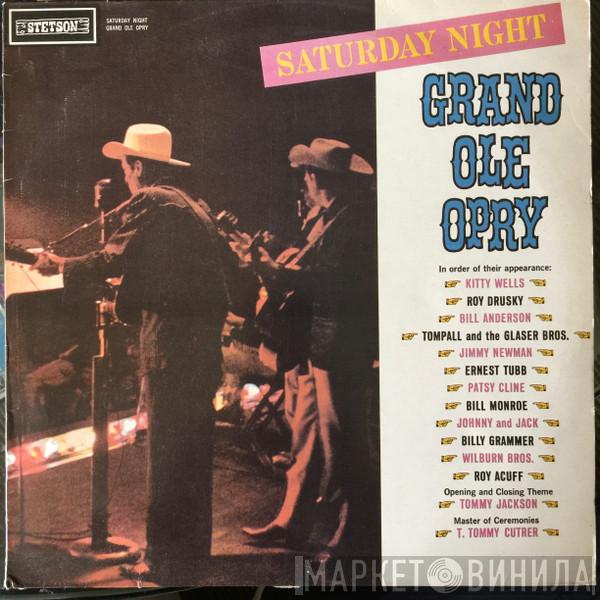 STETSON
SATURDAY NIGHT
GRAND OLE OPRY
SATURDAY NIGHT
GRAND
OLE
OPRY
In order of their appearance:
KITTY WELLS
ROY DRUSKY
BILL ANDERSON
TOMPALL and the GLASER BROS.
JIMMY NEWMAN
ERNEST TUBB
PATSY CLINE
BILL MONROE
JOHNNY and JACK
BILLY GRAMMER
WILBURN BROS.
ROY ACUFF
Opening and Closing Theme
TOMMY JACKSON
Master of Ceremonies
T. TOMMY CUTRER
МАРКЕТ ВИНИЛА